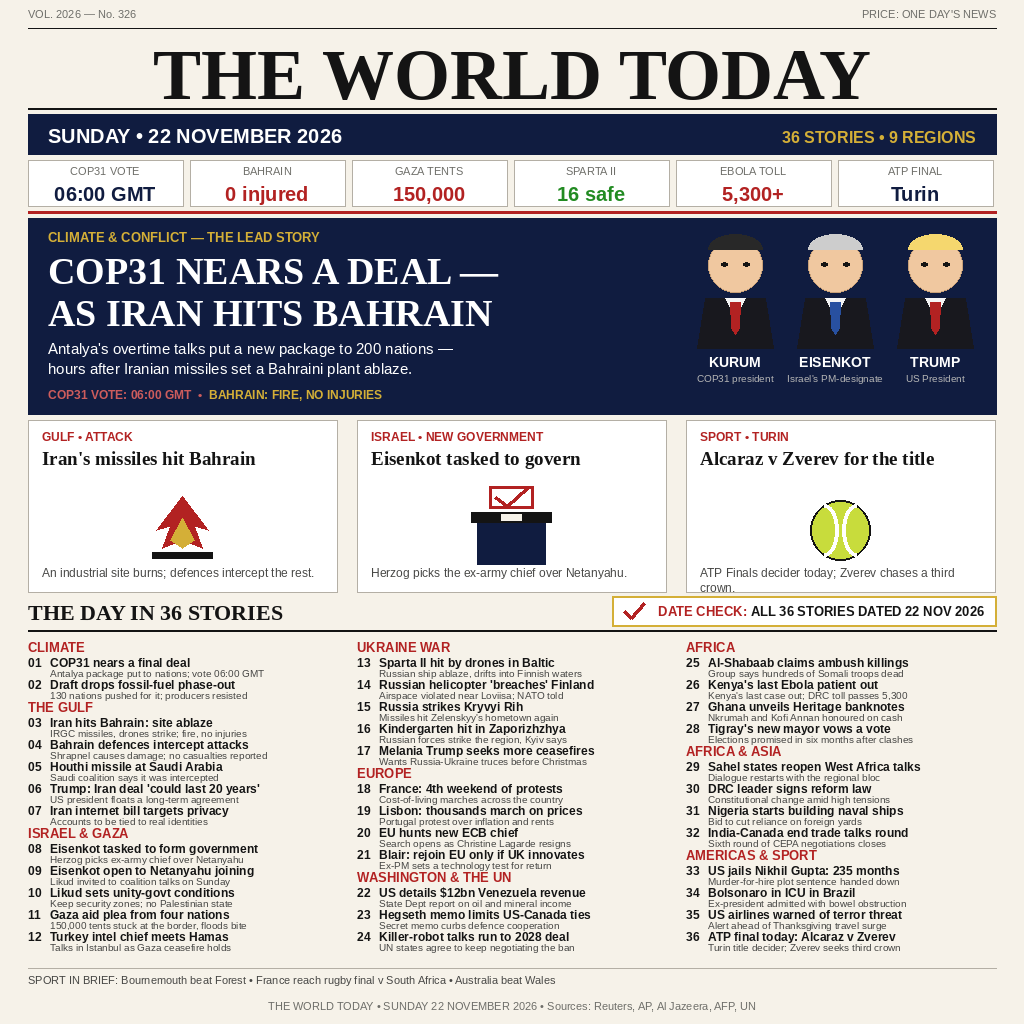 VOL. 2026 — No. 326
PRICE: ONE DAY'S NEWS
THE WORLD TODAY
SUNDAY • 22 NOVEMBER 2026
36 STORIES • 9 REGIONS
COP31 VOTE
06:00 GMT
BAHRAIN
0 injured
GAZA TENTS
150,000
SPARTA II
16 safe
EBOLA TOLL
5,300+
ATP FINAL
Turin
CLIMATE & CONFLICT — THE LEAD STORY
COP31 NEARS A DEAL —
AS IRAN HITS BAHRAIN
Antalya's overtime talks put a new package to 200 nations —
hours after Iranian missiles set a Bahraini plant ablaze.
COP31 VOTE: 06:00 GMT • BAHRAIN: FIRE, NO INJURIES
KURUM
COP31 president
EISENKOT
Israel's PM-designate
TRUMP
US President
GULF • ATTACK
Iran's missiles hit Bahrain
An industrial site burns; defences intercept the rest.
ISRAEL • NEW GOVERNMENT
Eisenkot tasked to govern
Herzog picks the ex-army chief over Netanyahu.
SPORT • TURIN
Alcaraz v Zverev for the title
ATP Finals decider today; Zverev chases a third
crown.
THE DAY IN 36 STORIES
DATE CHECK: ALL 36 STORIES DATED 22 NOV 2026
CLIMATE
01 COP31 nears a final deal
Antalya package put to nations; vote 06:00 GMT
02 Draft drops fossil-fuel phase-out
130 nations pushed for it; producers resisted
THE GULF
03 Iran hits Bahrain: site ablaze
IRGC missiles, drones strike; fire, no injuries
04 Bahrain defences intercept attacks
Shrapnel causes damage; no casualties reported
05 Houthi missile at Saudi Arabia
Saudi coalition says it was intercepted
06 Trump: Iran deal 'could last 20 years'
US president floats a long-term agreement
07 Iran internet bill targets privacy
Accounts to be tied to real identities
ISRAEL & GAZA
08 Eisenkot tasked to form government
Herzog picks ex-army chief over Netanyahu
09 Eisenkot open to Netanyahu joining
Likud invited to coalition talks on Sunday
10 Likud sets unity-govt conditions
Keep security zones; no Palestinian state
11 Gaza aid plea from four nations
150,000 tents stuck at the border, floods bite
12 Turkey intel chief meets Hamas
Talks in Istanbul as Gaza ceasefire holds
UKRAINE WAR
13 Sparta II hit by drones in Baltic
Russian ship ablaze, drifts into Finnish waters
14 Russian helicopter 'breaches' Finland
Airspace violated near Loviisa; NATO told
15 Russia strikes Kryvyi Rih
Missiles hit Zelenskyy's hometown again
16 Kindergarten hit in Zaporizhzhya
Russian forces strike the region, Kyiv says
17 Melania Trump seeks more ceasefires
Wants Russia-Ukraine truces before Christmas
EUROPE
18 France: 4th weekend of protests
Cost-of-living marches across the country
19 Lisbon: thousands march on prices
Portugal protest over inflation and rents
20 EU hunts new ECB chief
Search opens as Christine Lagarde resigns
21 Blair: rejoin EU only if UK innovates
Ex-PM sets a technology test for return
WASHINGTON & THE UN
22 US details $12bn Venezuela revenue
State Dept report on oil and mineral income
23 Hegseth memo limits US-Canada ties
Secret memo curbs defence cooperation
24 Killer-robot talks run to 2028 deal
UN states agree to keep negotiating the ban
AFRICA
25 Al-Shabaab claims ambush killings
Group says hundreds of Somali troops dead
26 Kenya's last Ebola patient out
Kenya's last case out; DRC toll passes 5,300
27 Ghana unveils Heritage banknotes
Nkrumah and Kofi Annan honoured on cash
28 Tigray's new mayor vows a vote
Elections promised in six months after clashes
AFRICA & ASIA
29 Sahel states reopen West Africa talks
Dialogue restarts with the regional bloc
30 DRC leader signs reform law
Constitutional change amid high tensions
31 Nigeria starts building naval ships
Bid to cut reliance on foreign yards
32 India-Canada end trade talks round
Sixth round of CEPA negotiations closes
AMERICAS & SPORT
33 US jails Nikhil Gupta: 235 months
Murder-for-hire plot sentence handed down
34 Bolsonaro in ICU in Brazil
Ex-president admitted with bowel obstruction
35 US airlines warned of terror threat
Alert ahead of Thanksgiving travel surge
36 ATP final today: Alcaraz v Zverev
Turin title decider; Zverev seeks third crown
SPORT IN BRIEF: Bournemouth beat Forest • France reach rugby final v South Africa • Australia beat Wales
THE WORLD TODAY • SUNDAY 22 NOVEMBER 2026 • Sources: Reuters, AP, Al Jazeera, AFP, UN